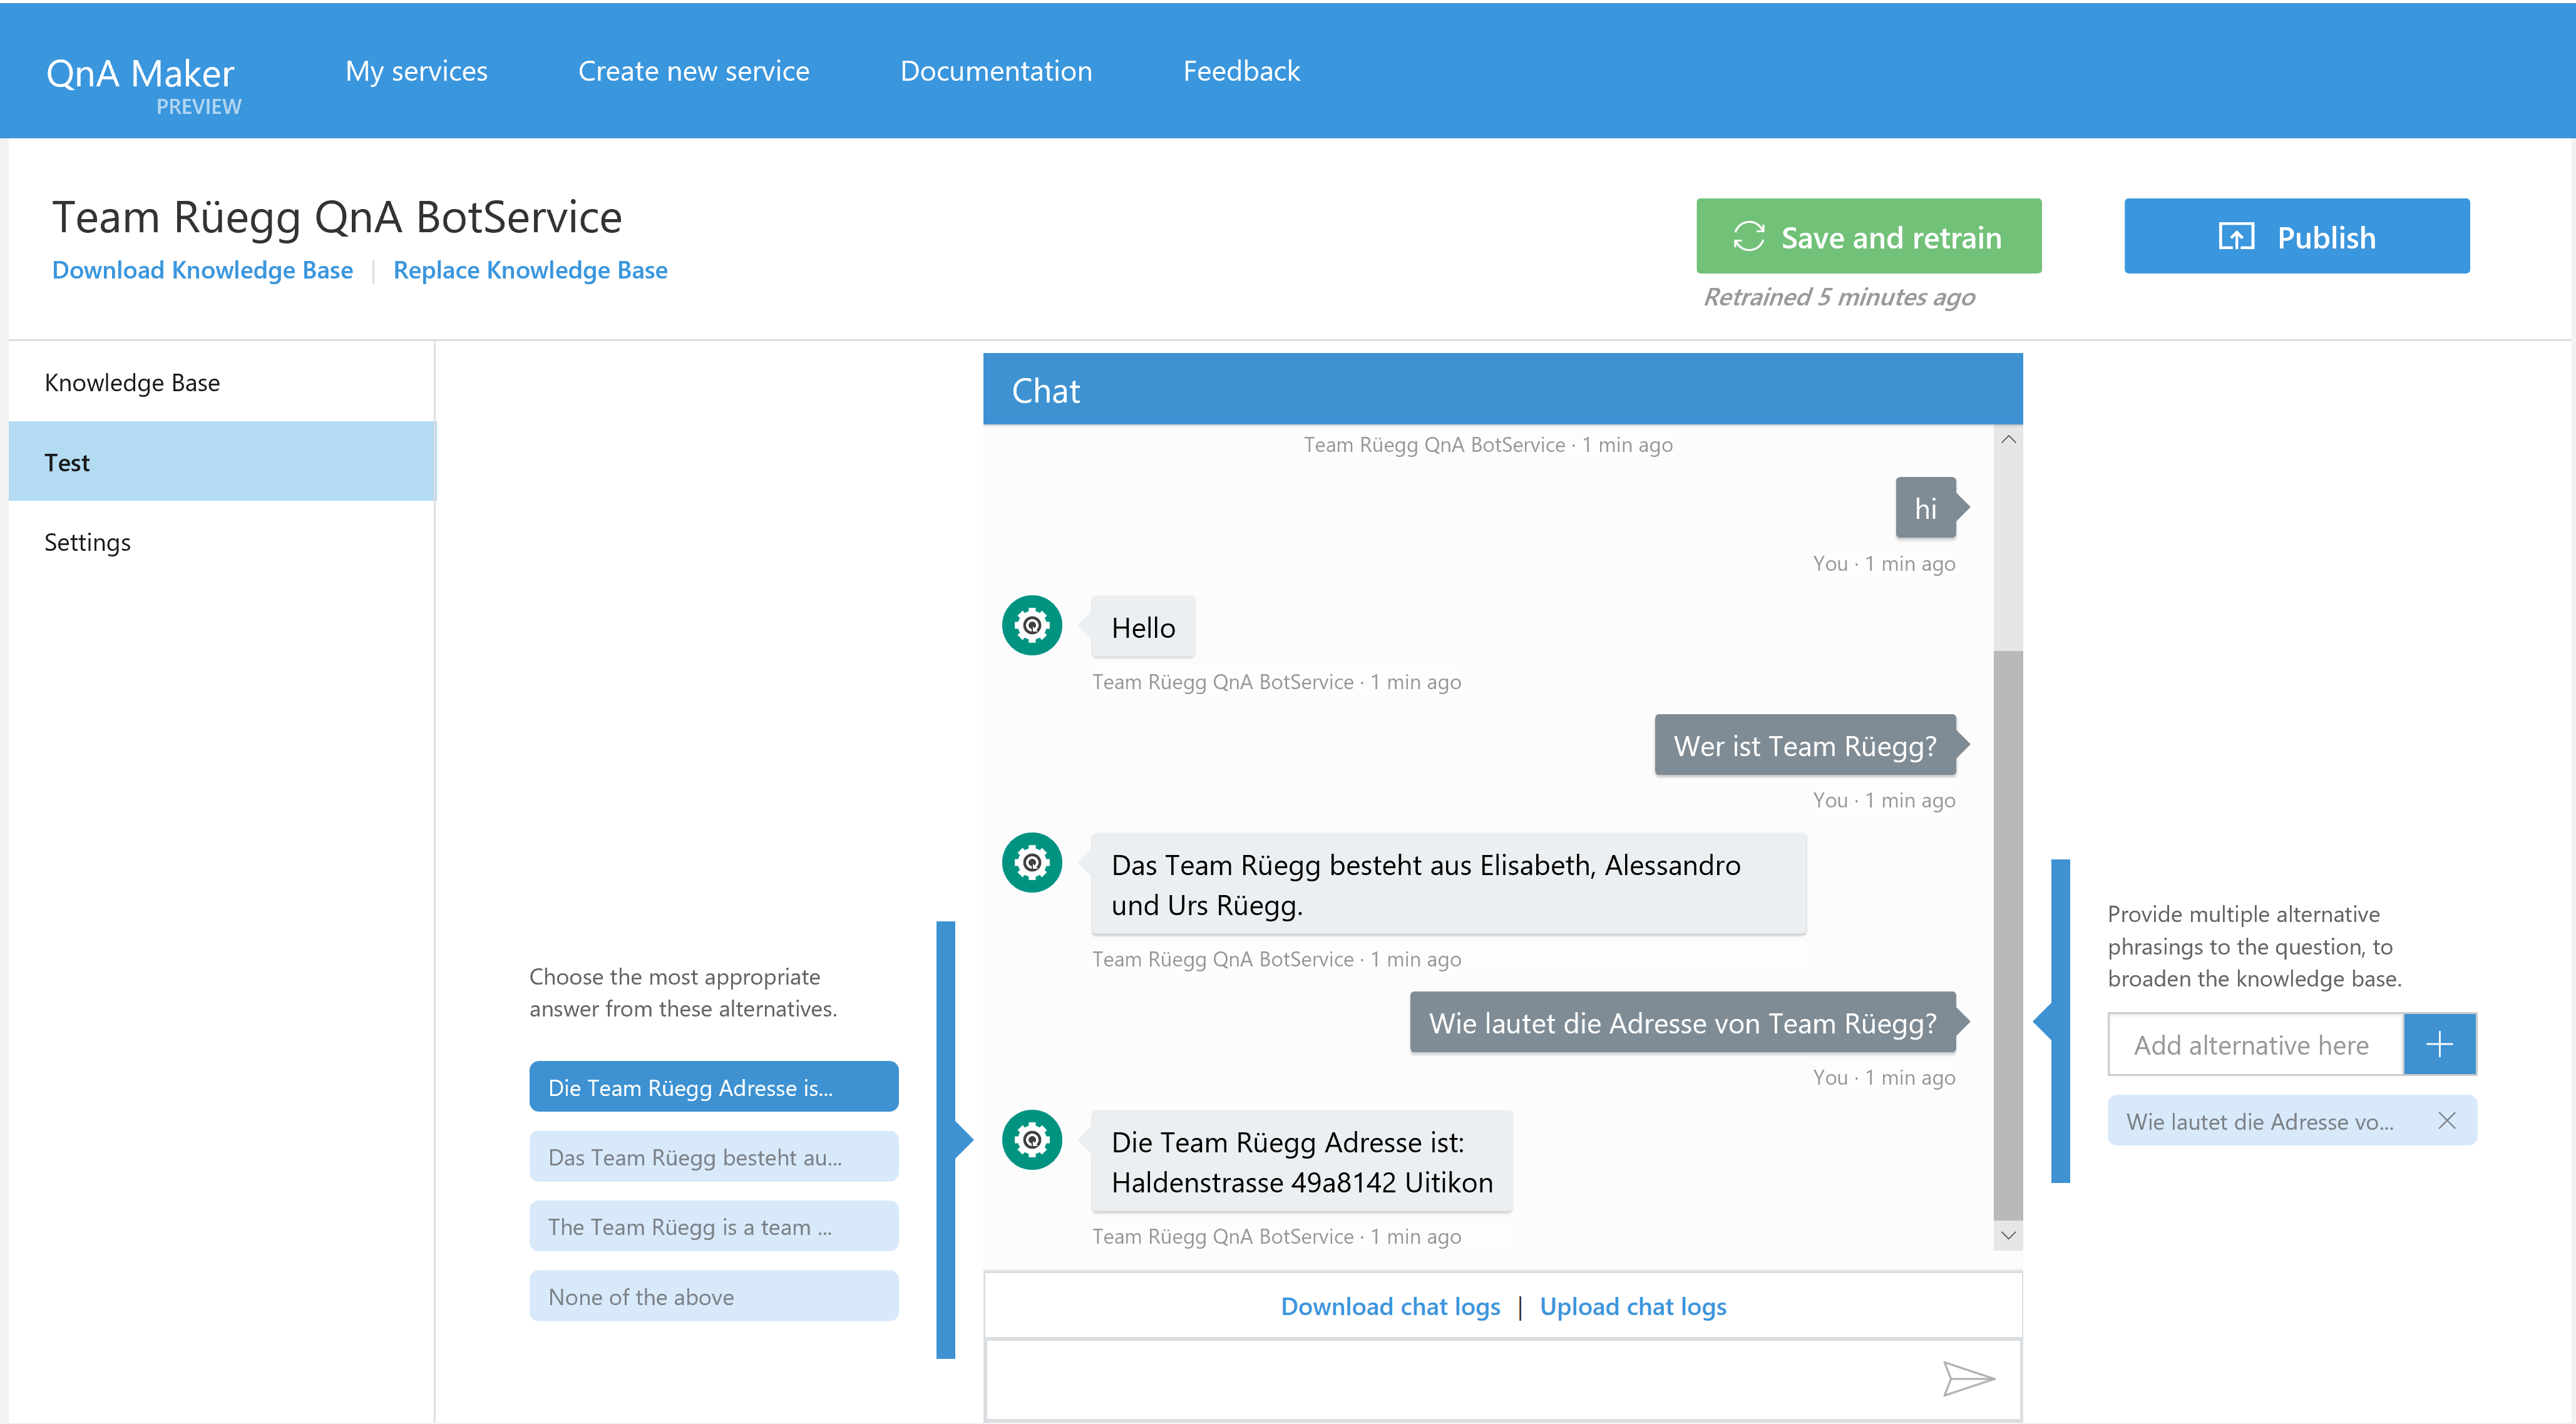 QnA Maker
PREVIEW
My services
Create new service
Documentation
Feedback
Team Rüegg QnA BotService
Download Knowledge Base | Replace Knowledge Base
Save and retrain
Retrained 5 minutes ago
Publish
Knowledge Base
Test
Settings
Choose the most appropriate
answer from these alternatives.
Die Team Rüegg Adresse is...
Das Team Rüegg besteht au...
The Team Rüegg is a team ...
None of the above
Chat
Team Rüegg QnA BotService · 1 min ago
hi
You · 1 min ago
Hello
Team Rüegg QnA BotService · 1 min ago
Wer ist Team Rüegg?
You · 1 min ago
Das Team Rüegg besteht aus Elisabeth, Alessandro
und Urs Rüegg.
Team Rüegg QnA BotService · 1 min ago
Wie lautet die Adresse von Team Rüegg?
You · 1 min ago
Die Team Rüegg Adresse ist:
Haldenstrasse 49a8142 Uitikon
Team Rüegg QnA BotService · 1 min ago
Download chat logs | Upload chat logs
Provide multiple alternative
phrasings to the question, to
broaden the knowledge base.
Add alternative here
Wie lautet die Adresse vo...